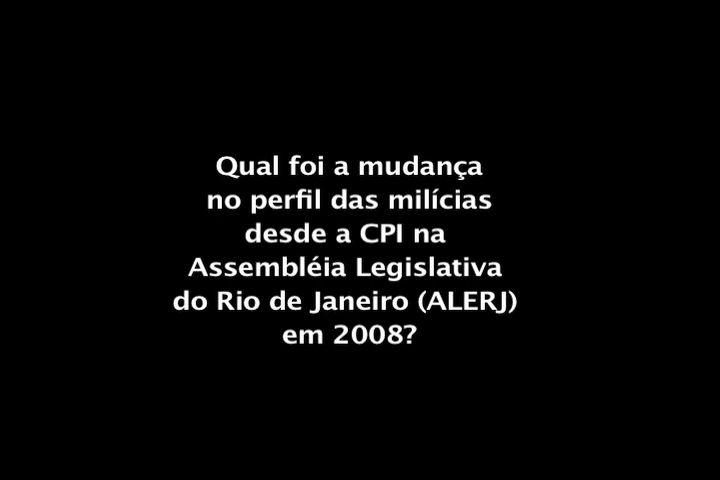 Qual foi a mudança
no perfil das milícias
desde a CPI na
Assembléia Legislativa
do Rio de Janeiro (ALERJ)
em 2008?